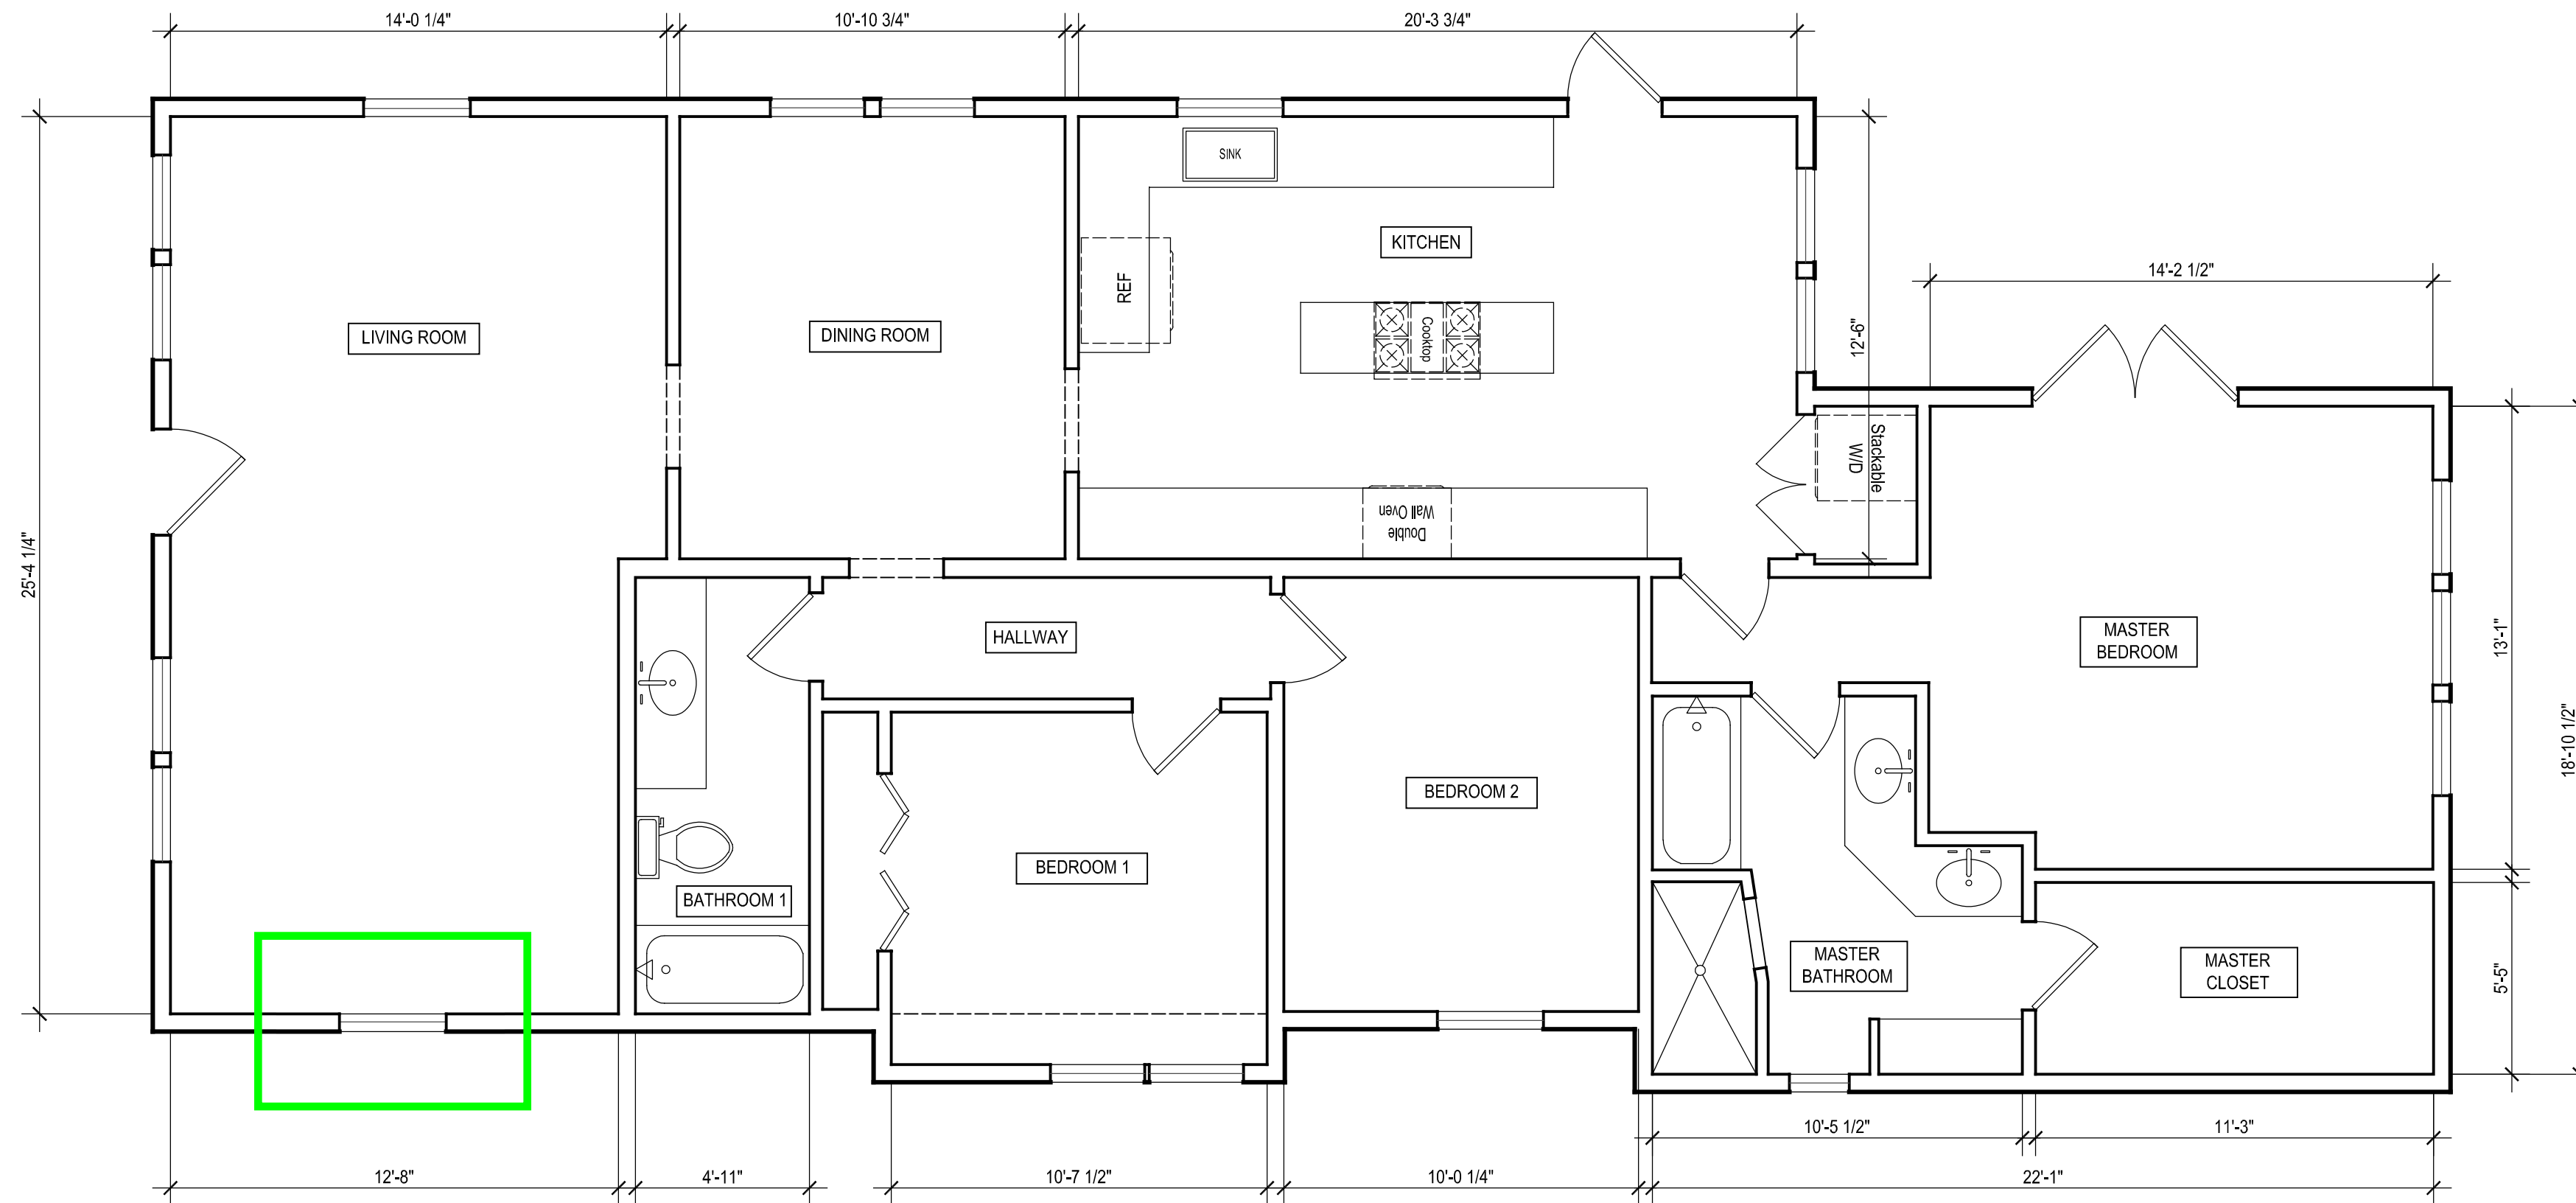 14'-0 1/4"
10'-10 3/4"
20'-3 3/4"
SINK
KITCHEN
REF
Cooktop
14'-2 1/2"
12'-6"
LIVING ROOM
DINING ROOM
Stackable
W/D
Double
Wall Oven
25'-4 1/4"
HALLWAY
MASTER
BEDROOM
13'-1"
18'-10 1/2"
BEDROOM 2
BEDROOM 1
BATHROOM 1
MASTER
BATHROOM
MASTER
CLOSET
5'-5"
10'-5 1/2"
11'-3"
12'-8"
4'-11"
10'-7 1/2"
10'-0 1/4"
22'-1"